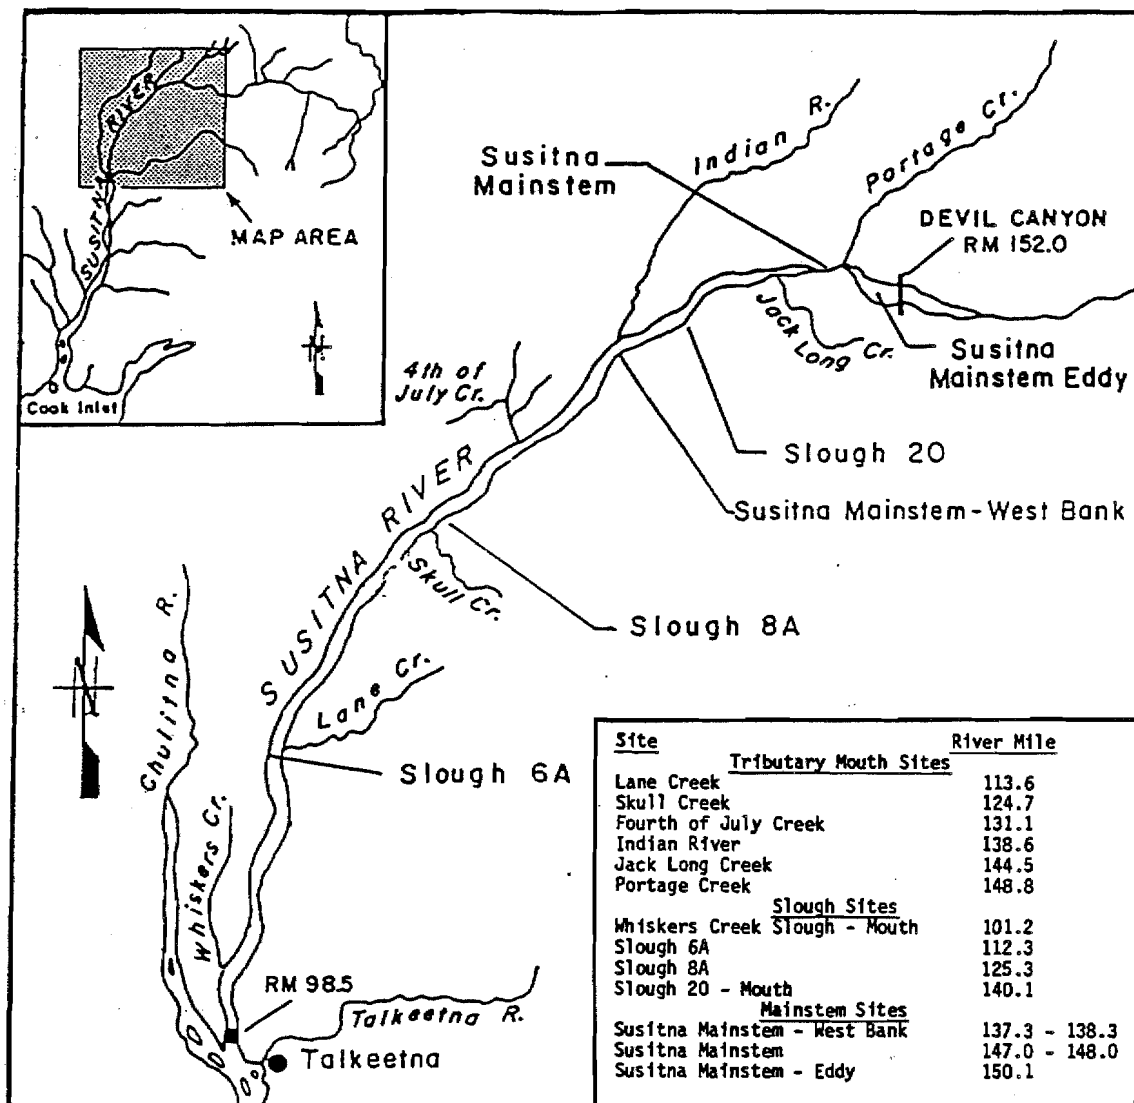 SUSITNA RIVER
MAP AREA
Cook Inlet
N
Indian R.
Portage Cr.
Susitna
Mainstem
DEVIL CANYON
RM 152.0
Jack Long Cr.
Susitna
Mainstem Eddy
4th of
July Cr.
Slough 20
Susitna Mainstem-West Bank
SUSITNA RIVER
Skull Cr.
Slough 8A
Chulitna R.
N
Lane Cr.
Slough 6A
Whiskers Cr.
RM 98.5
Talkeetna R.
Talkeetna
Site River Mile
Tributary Mouth Sites
Lane Creek 113.6
Skull Creek 124.7
Fourth of July Creek 131.1
Indian River 138.6
Jack Long Creek 144.5
Portage Creek 148.8
Slough Sites
Whiskers Creek Slough - Mouth 101.2
Slough 6A 112.3
Slough 8A 125.3
Slough 20 - Mouth 140.1
Mainstem Sites
Susitna Mainstem - West Bank 137.3 - 138.3
Susitna Mainstem 147.0 - 148.0
Susitna Mainstem - Eddy 150.1